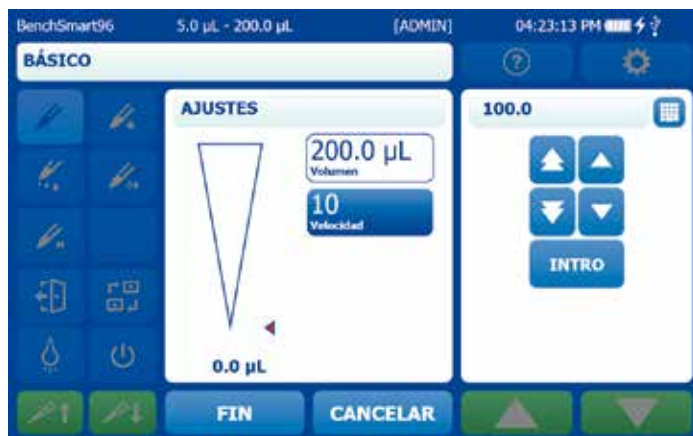 BenchSmart96 5.0 µL - 200.0 µL [ADMIN] 04:23:13 PM
BÁSICO
?
AJUSTES
200.0 µL
Volumen
10
Velocidad
0.0 µL
100.0
INTRO
FIN CANCELAR